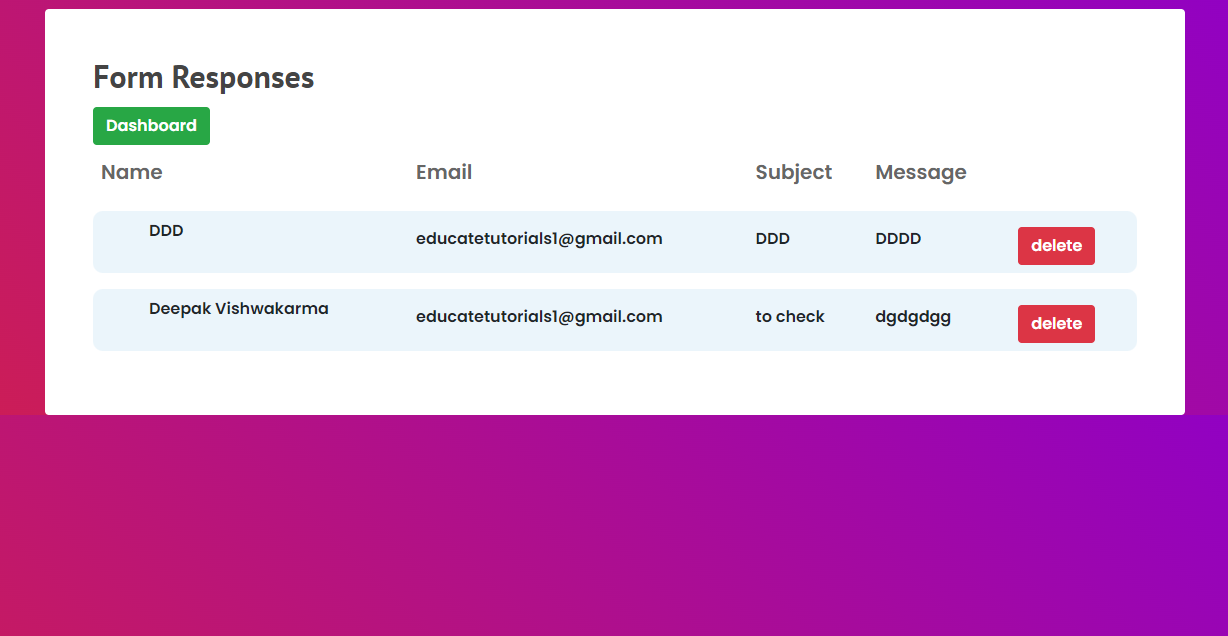 Form Responses
Dashboard
Name Email Subject Message
DDD educatetutorials1@gmail.com DDD DDDD delete
Deepak Vishwakarma educatetutorials1@gmail.com to check dgdgdgg delete